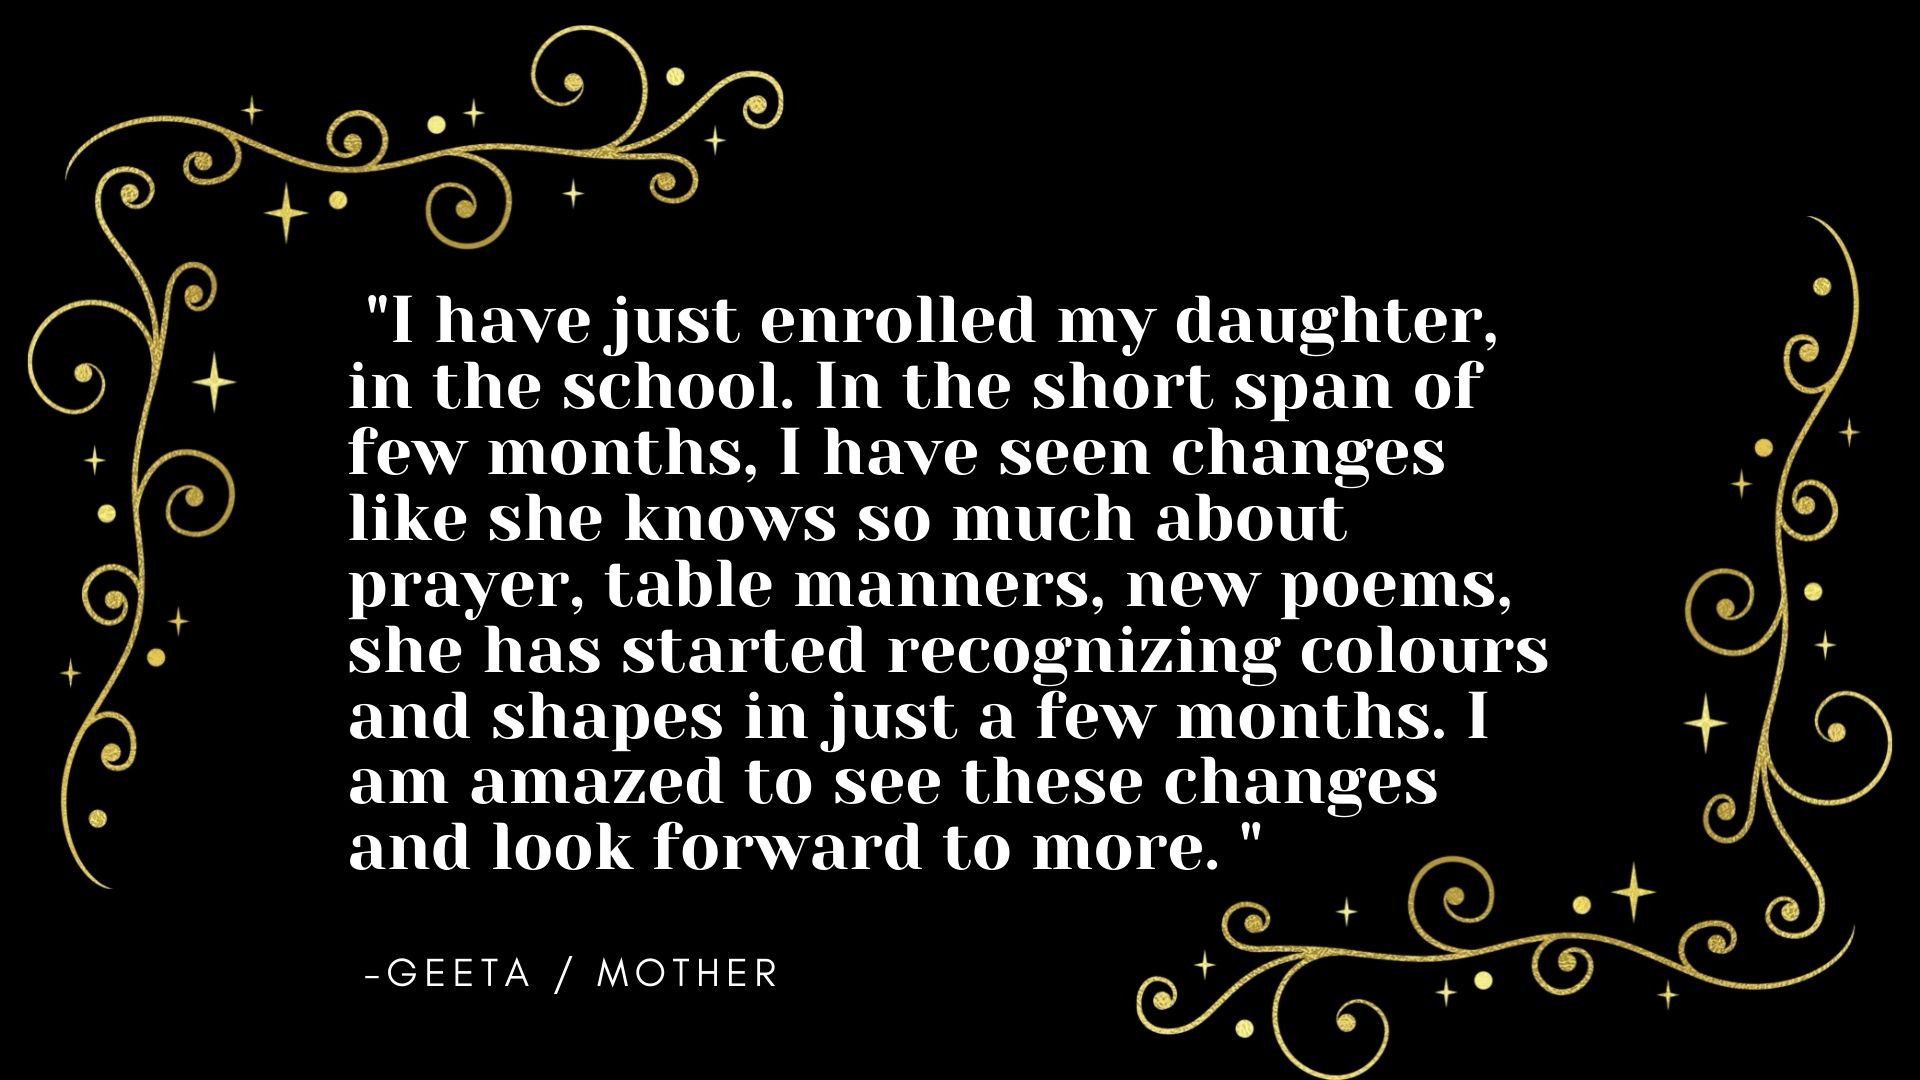 "I have just enrolled my daughter,
in the school. In the short span of
few months, I have seen changes
like she knows so much about
prayer, table manners, new poems,
she has started recognizing colours
and shapes in just a few months. I
am amazed to see these changes
and look forward to more. "
-GEETA / MOTHER